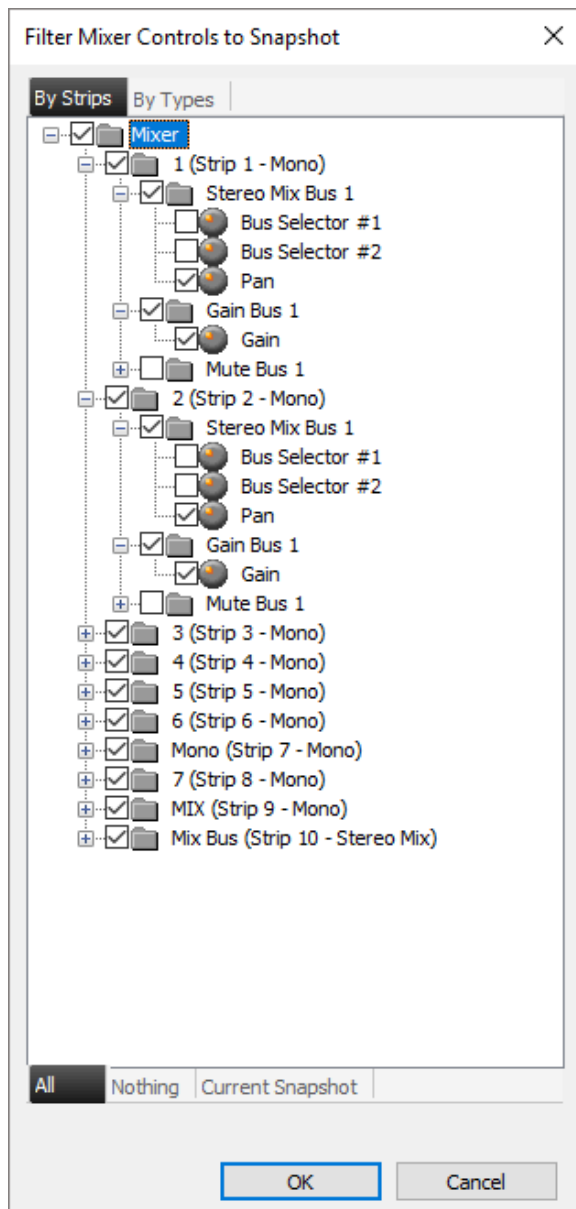 Filter Mixer Controls to Snapshot
By Strips By Types
Mixer
1 (Strip 1 - Mono)
Stereo Mix Bus 1
Bus Selector #1
Bus Selector #2
Pan
Gain Bus 1
Gain
Mute Bus 1
2 (Strip 2 - Mono)
Stereo Mix Bus 1
Bus Selector #1
Bus Selector #2
Pan
Gain Bus 1
Gain
Mute Bus 1
3 (Strip 3 - Mono)
4 (Strip 4 - Mono)
5 (Strip 5 - Mono)
6 (Strip 6 - Mono)
Mono (Strip 7 - Mono)
7 (Strip 8 - Mono)
MIX (Strip 9 - Mono)
Mix Bus (Strip 10 - Stereo Mix)
All Nothing Current Snapshot
OK Cancel